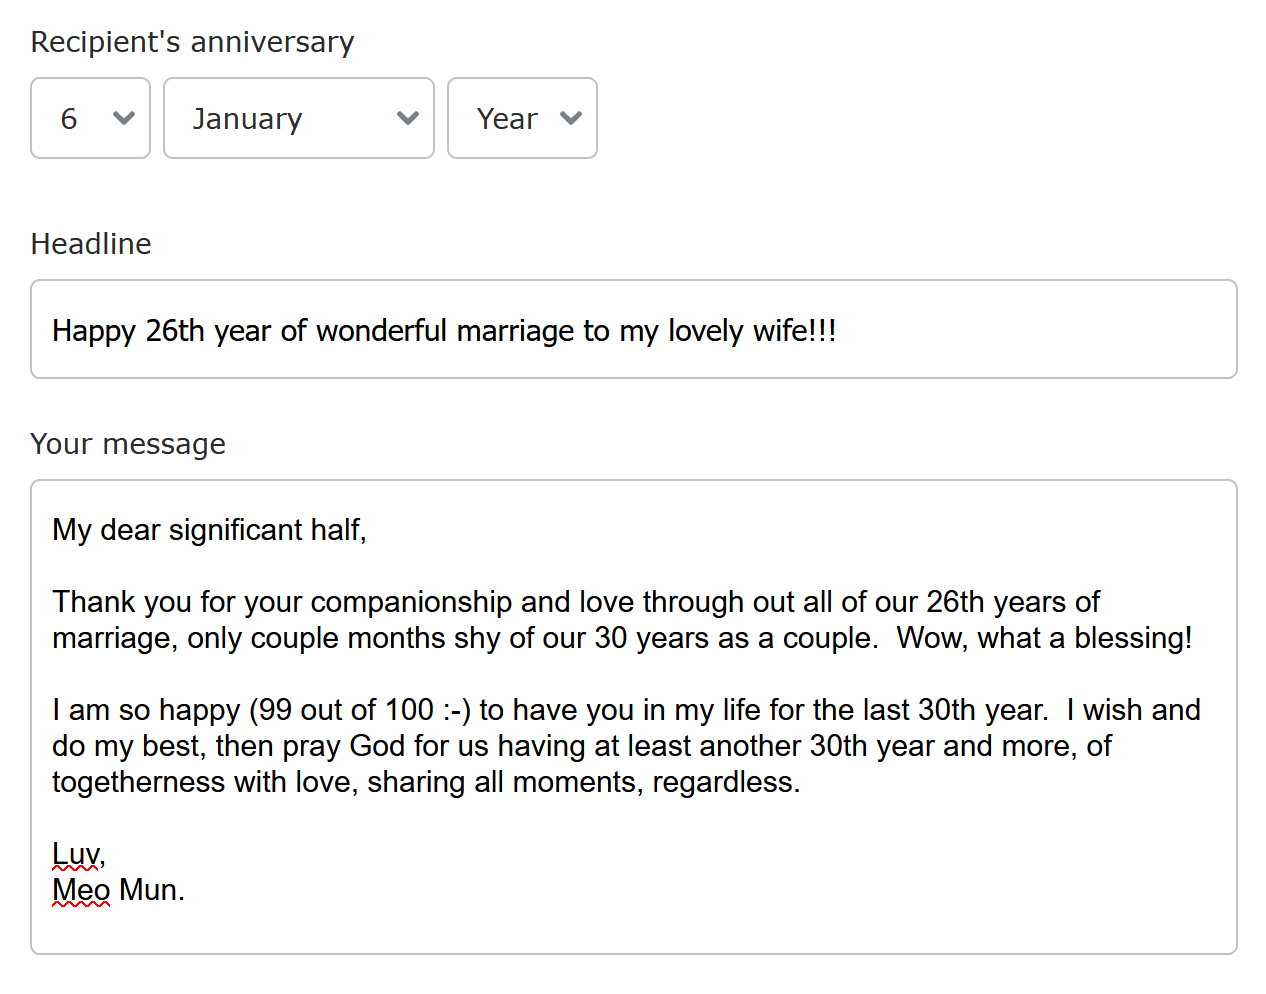 Recipient's anniversary
6 January Year
Headline
Happy 26th year of wonderful marriage to my lovely wife!!!
Your message
My dear significant half,
Thank you for your companionship and love through out all of our 26th years of
marriage, only couple months shy of our 30 years as a couple.  Wow, what a blessing!
I am so happy (99 out of 100 :-) to have you in my life for the last 30th year.  I wish and
do my best, then pray God for us having at least another 30th year and more, of
togetherness with love, sharing all moments, regardless.
Luv,
Meo Mun.